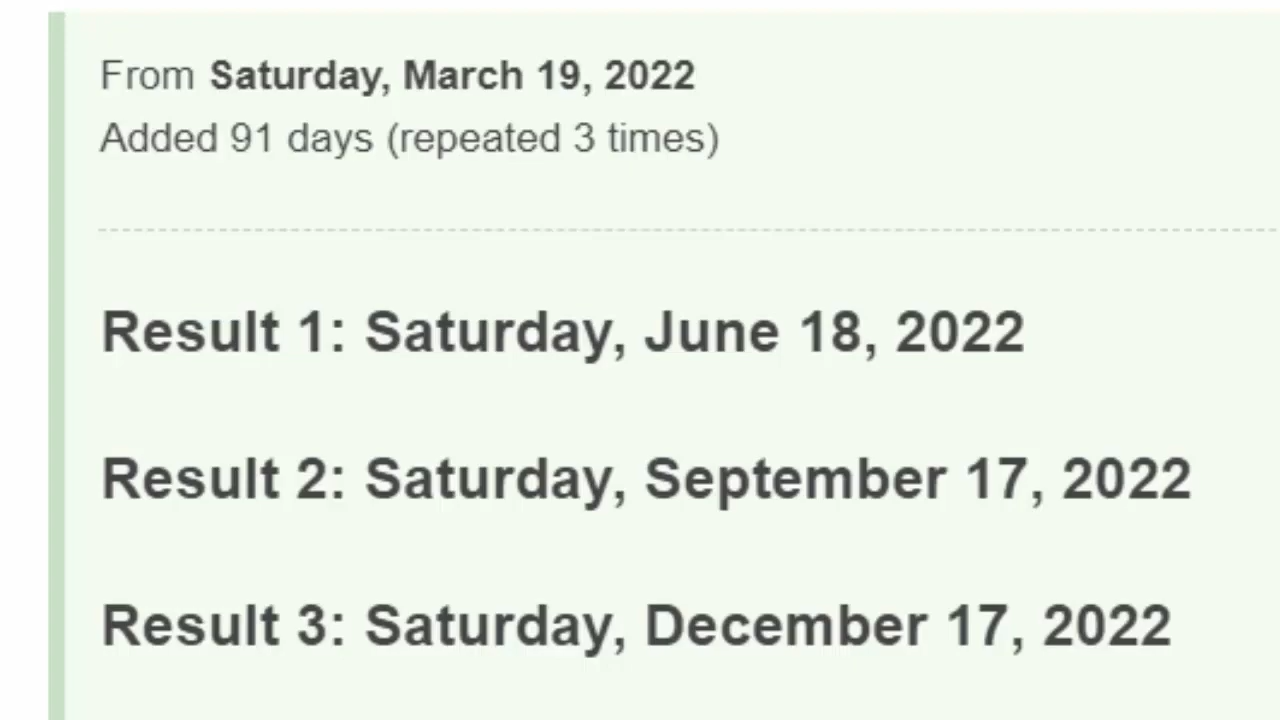 From Saturday, March 19, 2022
Added 91 days (repeated 3 times)
Result 1: Saturday, June 18, 2022
Result 2: Saturday, September 17, 2022
Result 3: Saturday, December 17, 2022